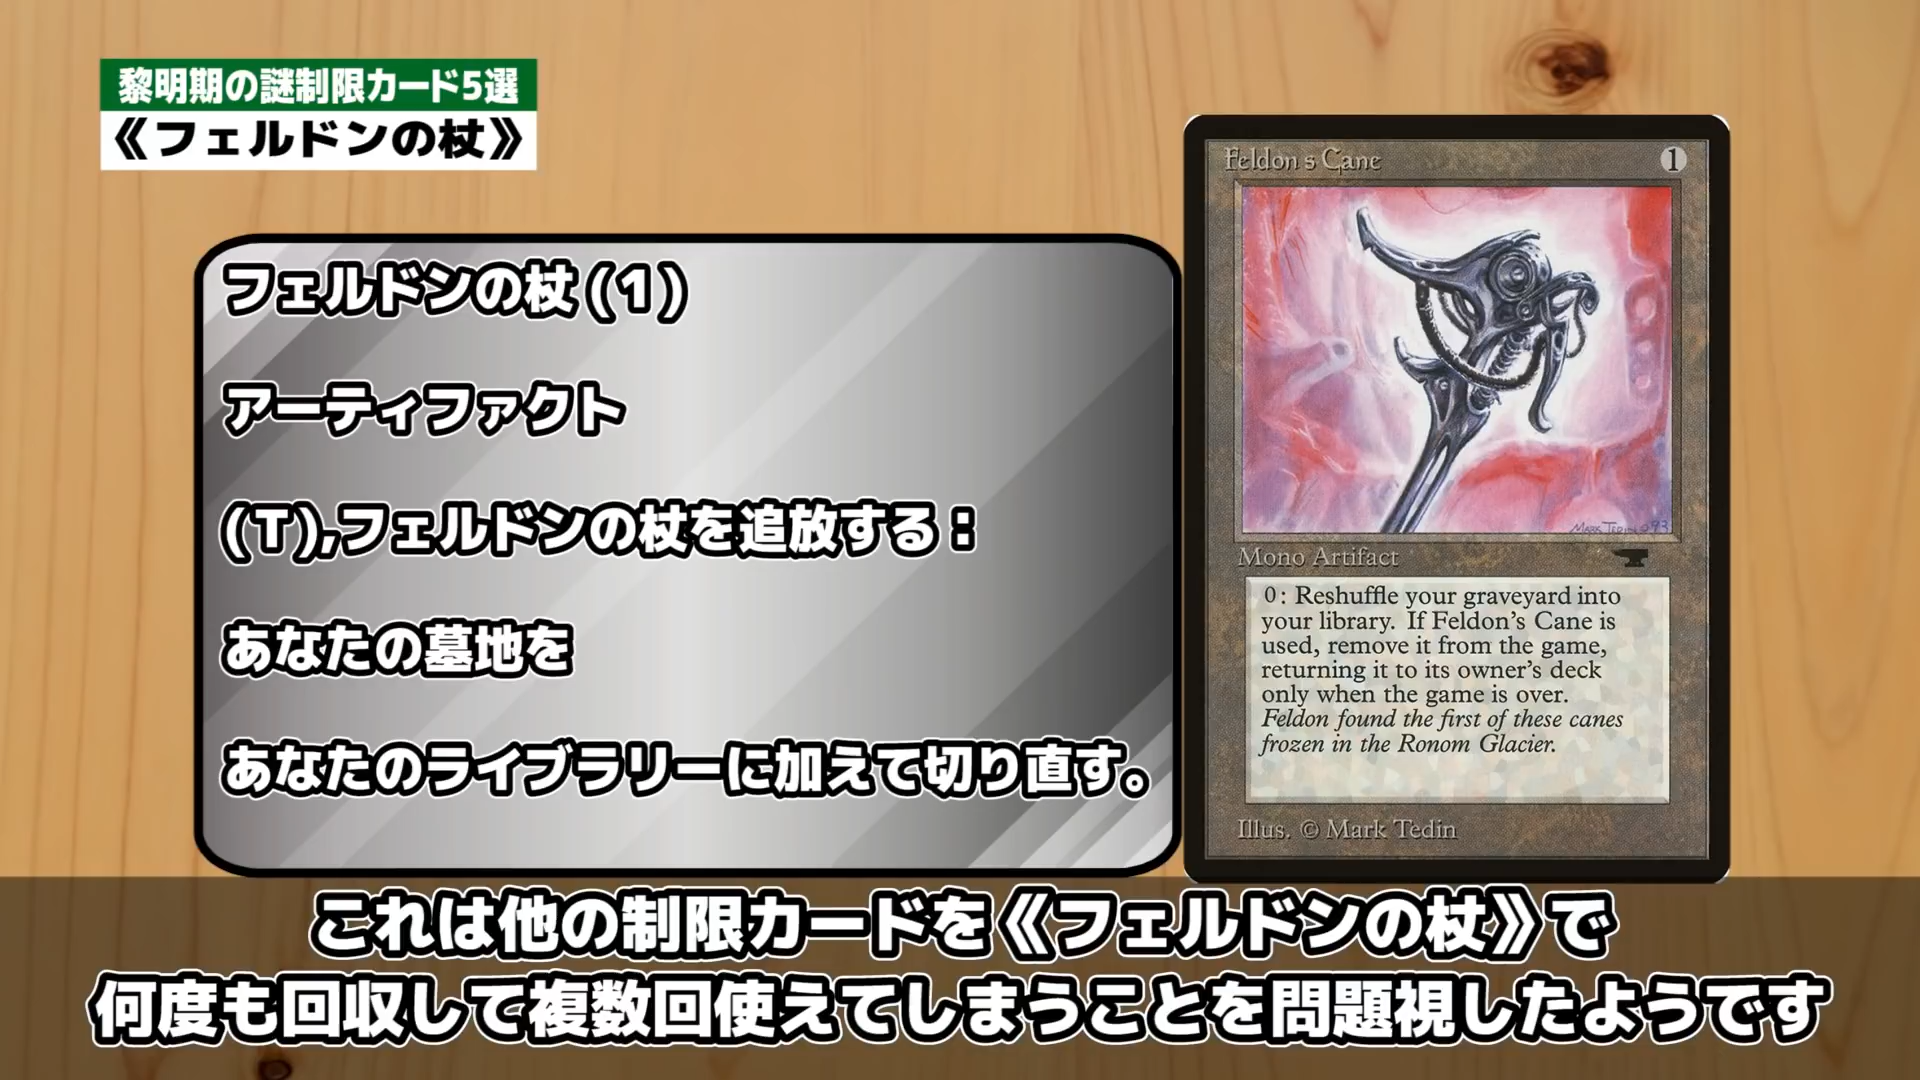 黎明期の謎制限カード5選
《フェルドンの杖》
フェルドンの杖(1)
アーティファクト
(T),フェルドンの杖を追放する：
あなたの墓地を
あなたのライブラリーに加えて切り直す。
Feldon's Cane 1
MARK TEDIN 93
Mono Artifact
0: Reshuffle your graveyard into
your library. If Feldon's Cane is
used, remove it from the game,
returning it to its owner's deck
only when the game is over.
Feldon found the first of these canes
frozen in the Ronom Glacier.
Illus. © Mark Tedin
これは他の制限カードを《フェルドンの杖》で
何度も回収して複数回使えてしまうことを問題視したようです